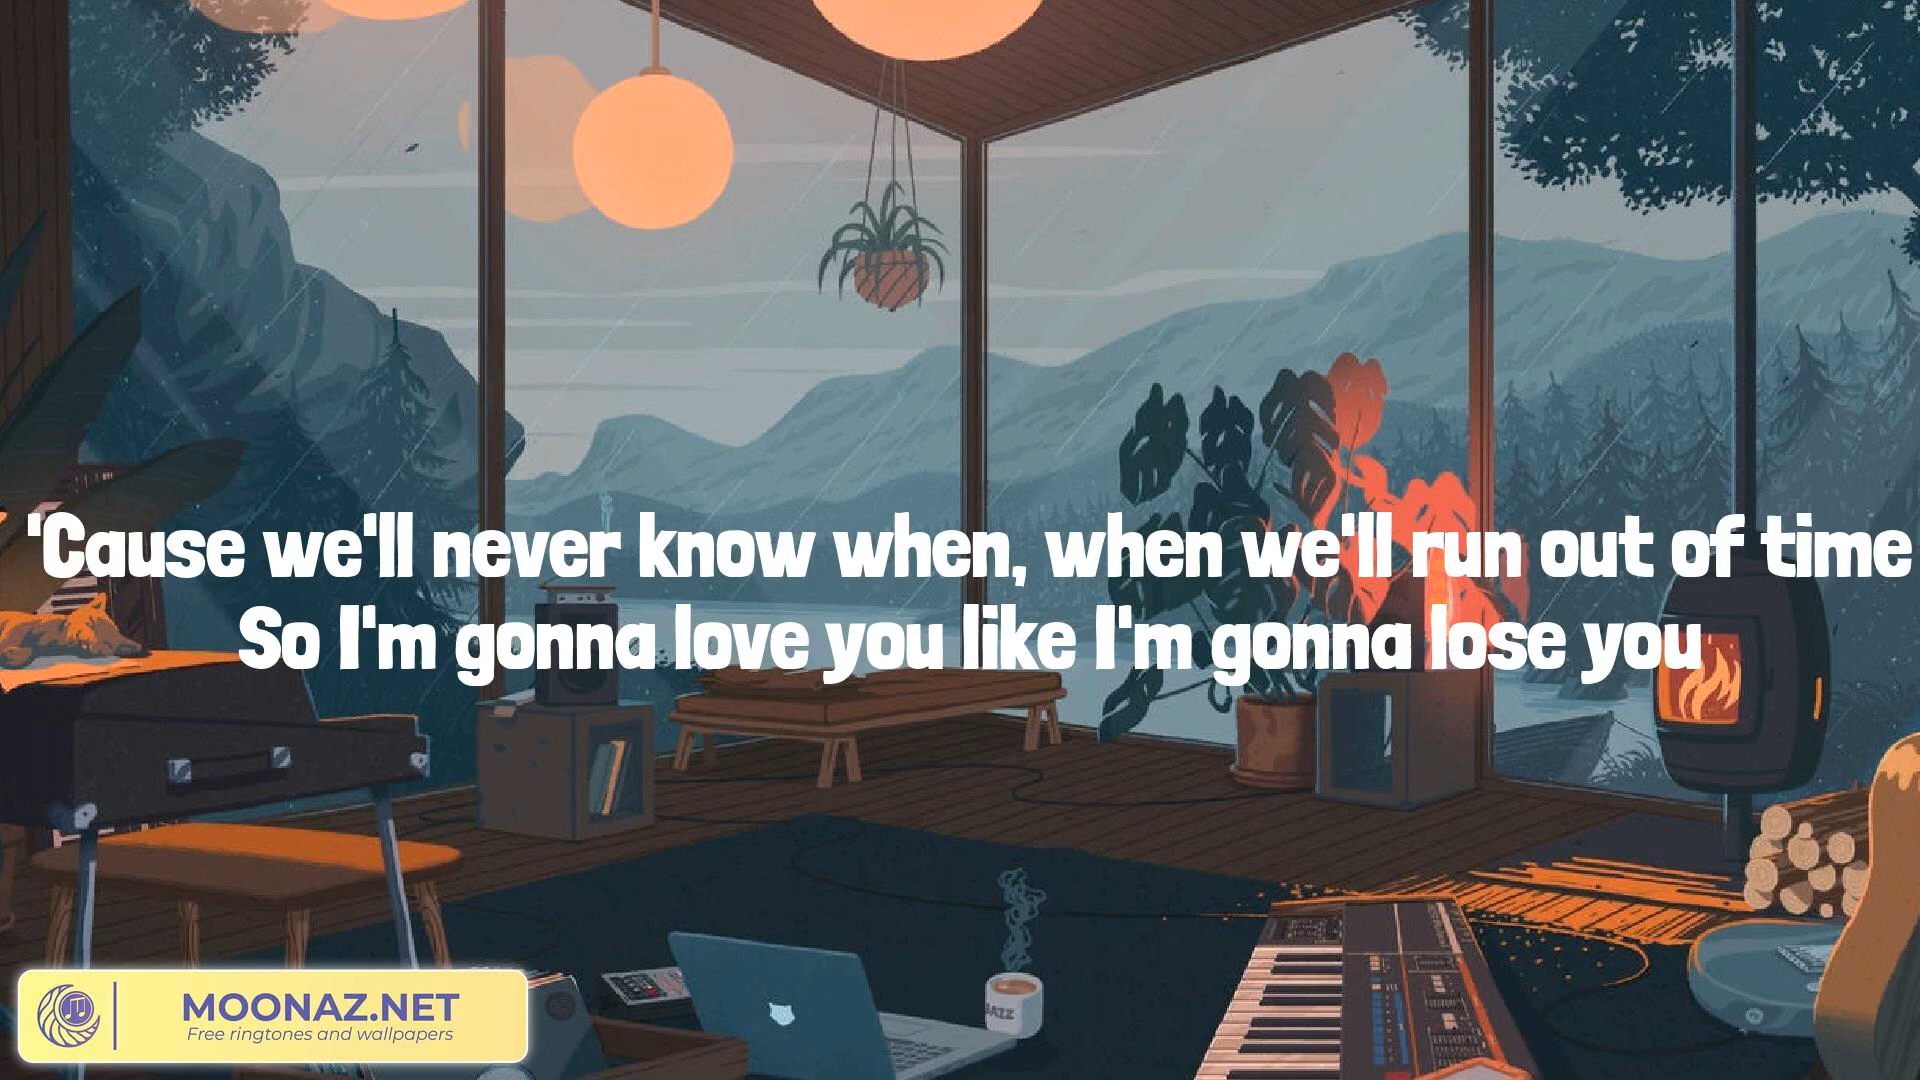 'Cause we'll never know when, when we'll run out of time
So I'm gonna love you like I'm gonna lose you
JAZZ
MOONAZ.NET
Free ringtones and wallpapers